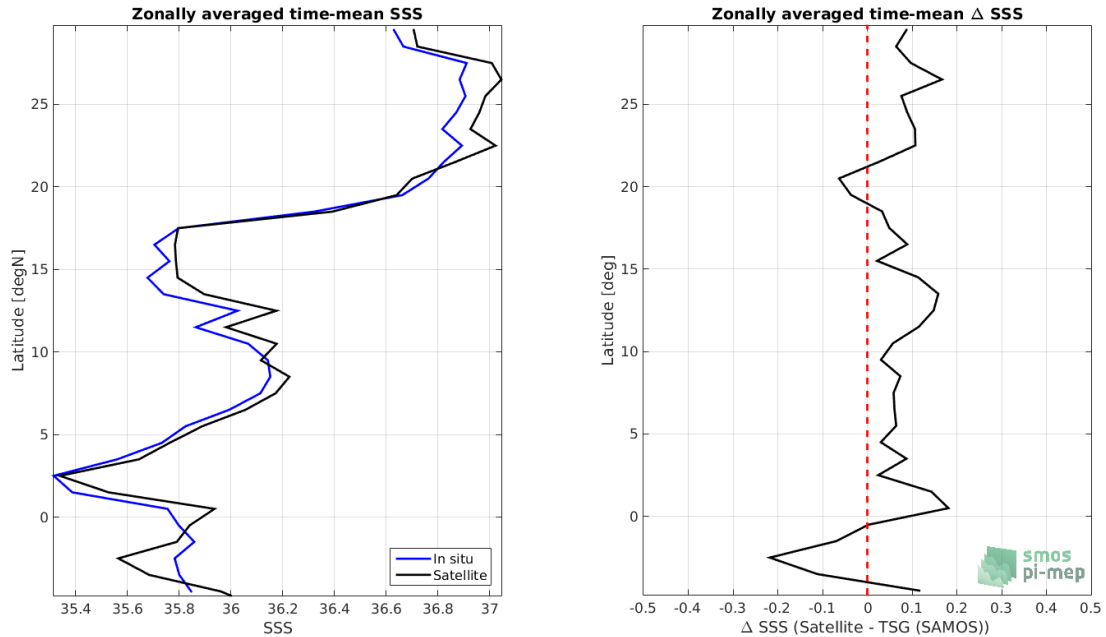 Zonally averaged time-mean SSS
Latitude [degN]
25
20
15
10
5
0
35.4 35.6 35.8 36 36.2 36.4 36.6 36.8 37
SSS
In situ
Satellite
Zonally averaged time-mean Δ SSS
Latitude [deg]
25
20
15
10
5
0
-0.5 -0.4 -0.3 -0.2 -0.1 0 0.1 0.2 0.3 0.4 0.5
Δ SSS (Satellite - TSG (SAMOS))
smos
pi-mep